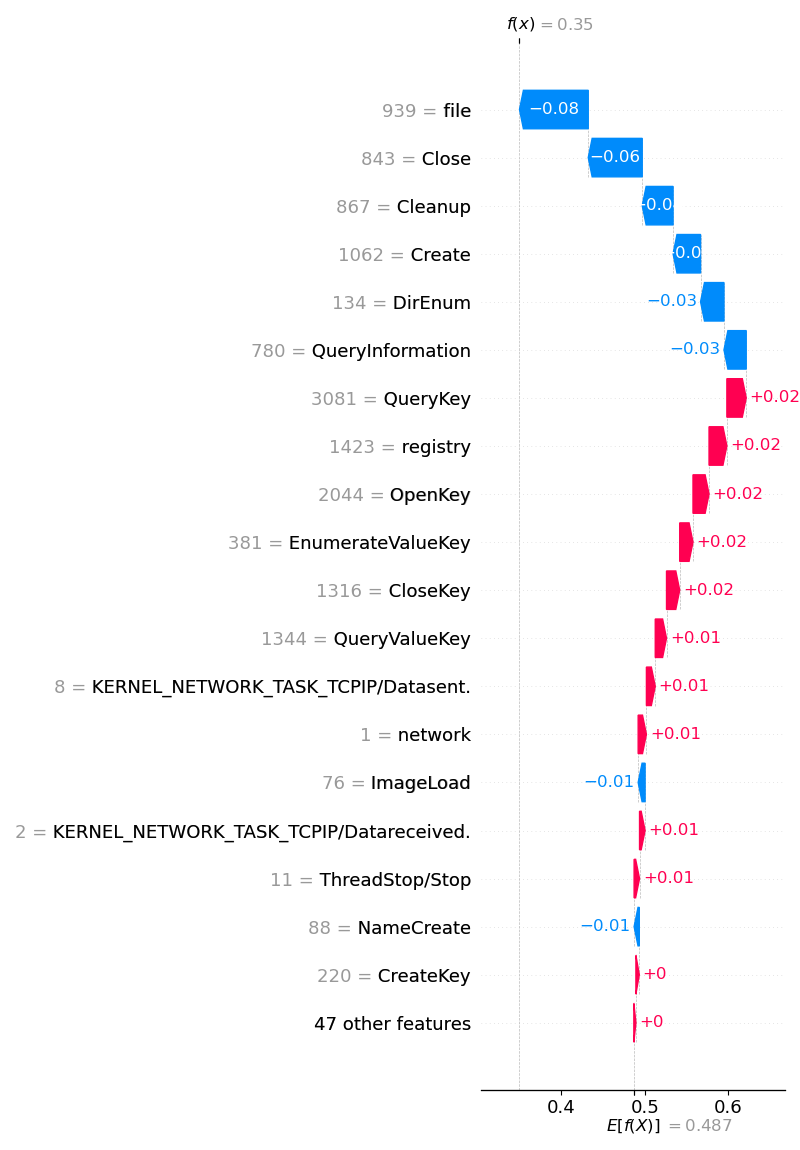 f(x) = 0.35
939 = file −0.08
843 = Close −0.06
867 = Cleanup
1062 = Create
134 = DirEnum −0.03
780 = QueryInformation −0.03
3081 = QueryKey +0.02
1423 = registry +0.02
2044 = OpenKey +0.02
381 = EnumerateValueKey +0.02
1316 = CloseKey +0.02
1344 = QueryValueKey +0.01
8 = KERNEL_NETWORK_TASK_TCPIP/Datasent. +0.01
1 = network +0.01
76 = ImageLoad −0.01
2 = KERNEL_NETWORK_TASK_TCPIP/Datareceived. +0.01
11 = ThreadStop/Stop +0.01
88 = NameCreate −0.01
220 = CreateKey +0
47 other features +0
0.4 0.5 0.6
E[f(X)] = 0.487